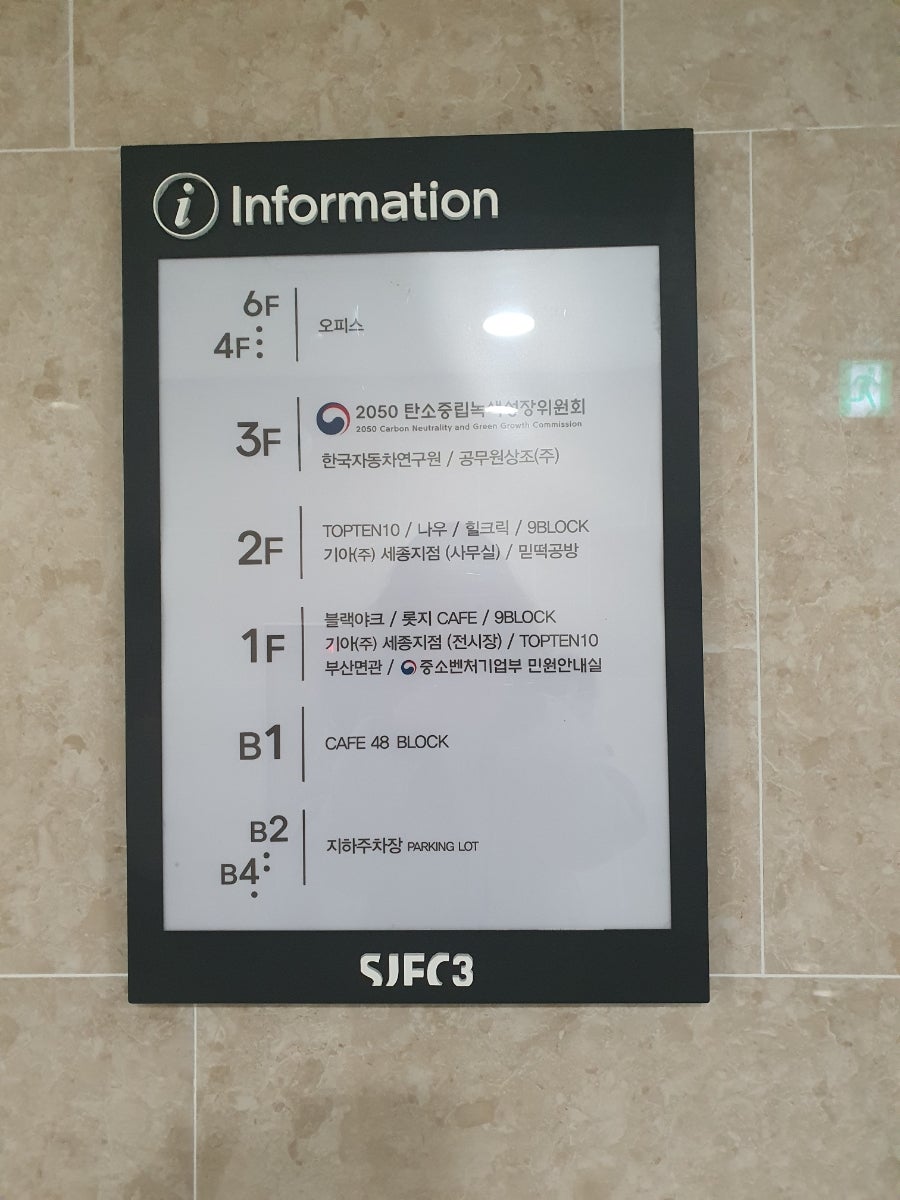 i Information
6F
4F
오피스
3F
2050 탄소중립녹색성장위원회
2050 Carbon Neutrality and Green Growth Commission
한국자동차연구원 / 공무원상조(주)
2F
TOPTEN10 / 나우 / 힐크릭 / 9BLOCK
기아(주) 세종지점 (사무실) / 믿떡공방
1F
블랙야크 / 롯지 CAFE / 9BLOCK
기아(주) 세종지점 (전시장) / TOPTEN10
부산면관 / 중소벤처기업부 민원안내실
B1
CAFE 48 BLOCK
B2
B4
지하주차장 PARKING LOT
SJFC3